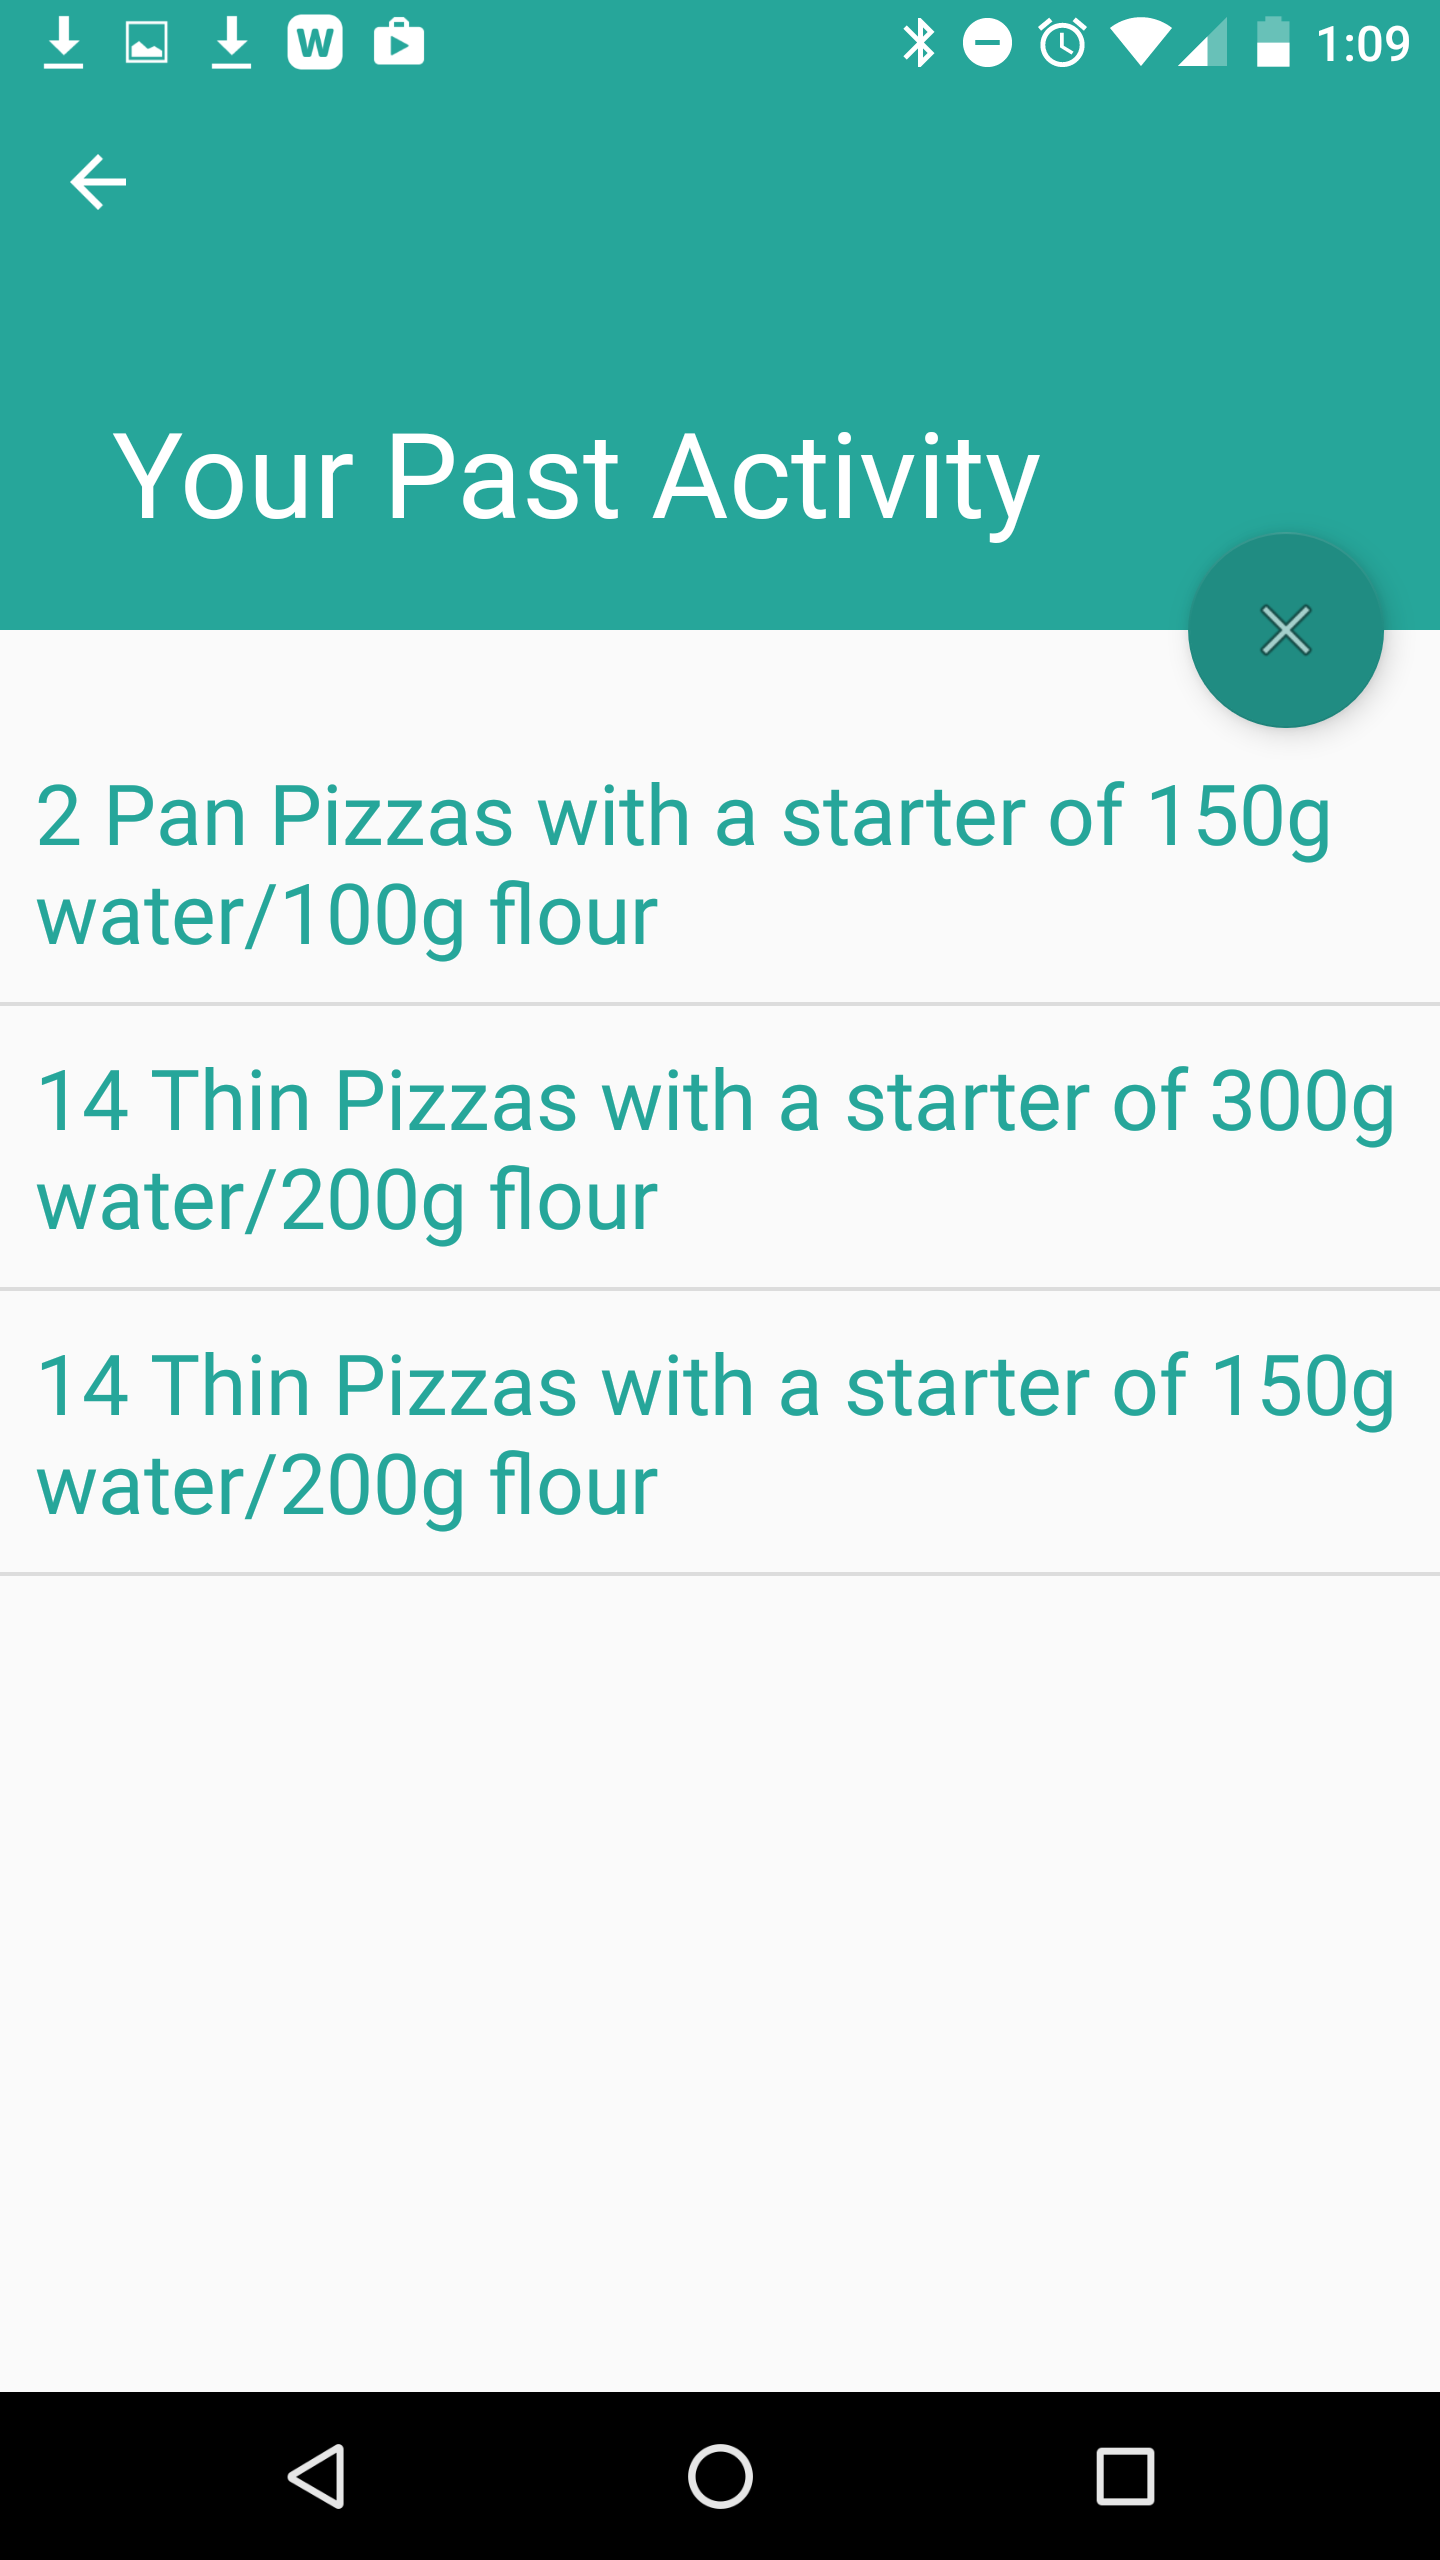 W
1:09
Your Past Activity
2 Pan Pizzas with a starter of 150g
water/100g flour
14 Thin Pizzas with a starter of 300g
water/200g flour
14 Thin Pizzas with a starter of 150g
water/200g flour